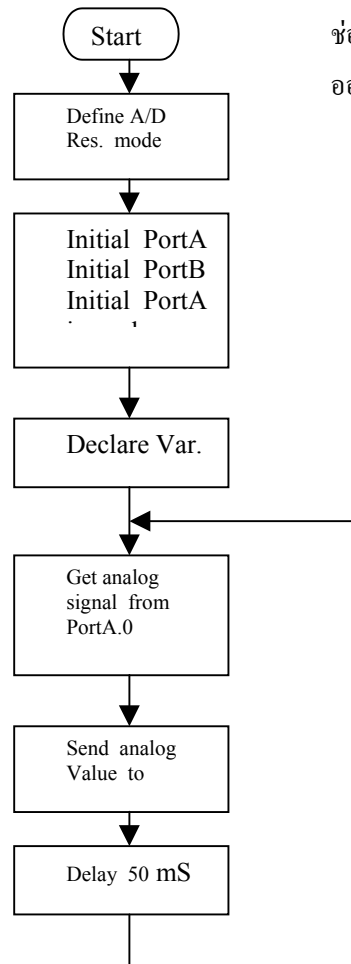 Start
Define A/D
Res. mode
Initial PortA
Initial PortB
Initial PortA
Declare Var.
Get analog
signal from
PortA.0
Send analog
Value to
Delay 50 mS